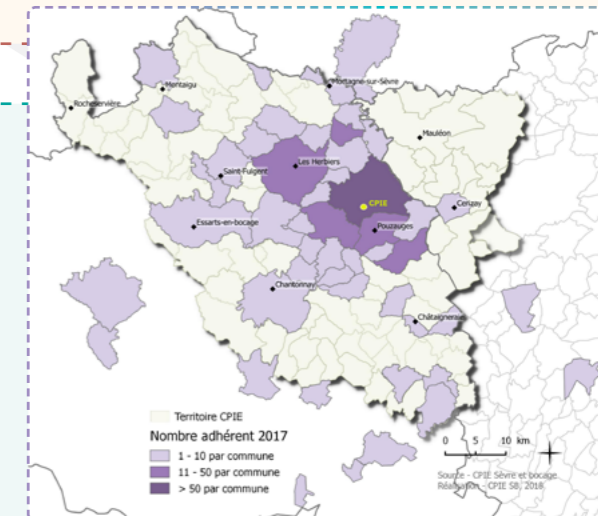 Mortagne-sur-Sèvre
Montaigu
Rocheservière
Mauléon
Les Herbiers
Saint-Fulgent
CPIE
Cerizay
Essarts-en-bocage
Pouzauges
Chantonnay
Châtaigneraie
Territoire CPIE
Nombre adhérent 2017
1 - 10 par commune
11 - 50 par commune
> 50 par commune
0 5 10 km
Source - CPIE Sèvre et bocage
Réalisation - CPIE SB, 2018